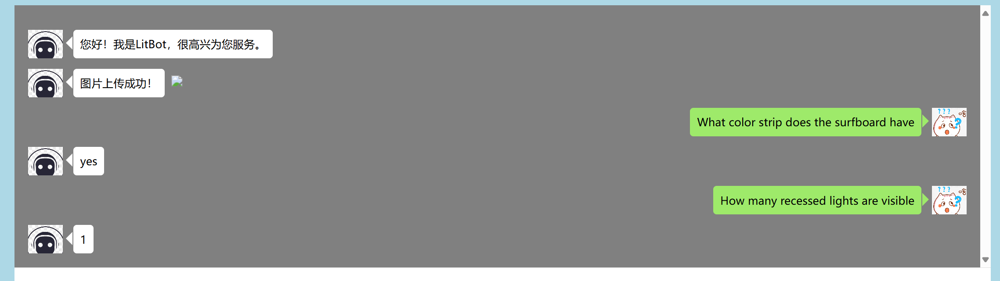 您好！我是LitBot，很高兴为您服务。
图片上传成功！
What color strip does the surfboard have
???
啥
?
yes
How many recessed lights are visible
???
啥
?
1